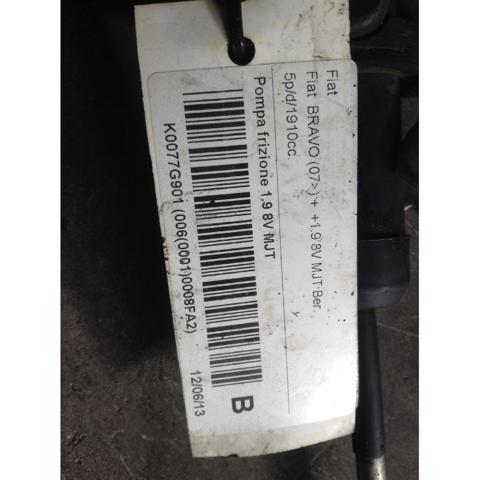 Fiat
Fiat BRAVO (07>) + +1.9 8V MJT Ber.
5p/d/1910cc.
Pompa frizione 1,9 8V MJT
B
K0077G901 (006(0001)0008FA2)
12/06/13